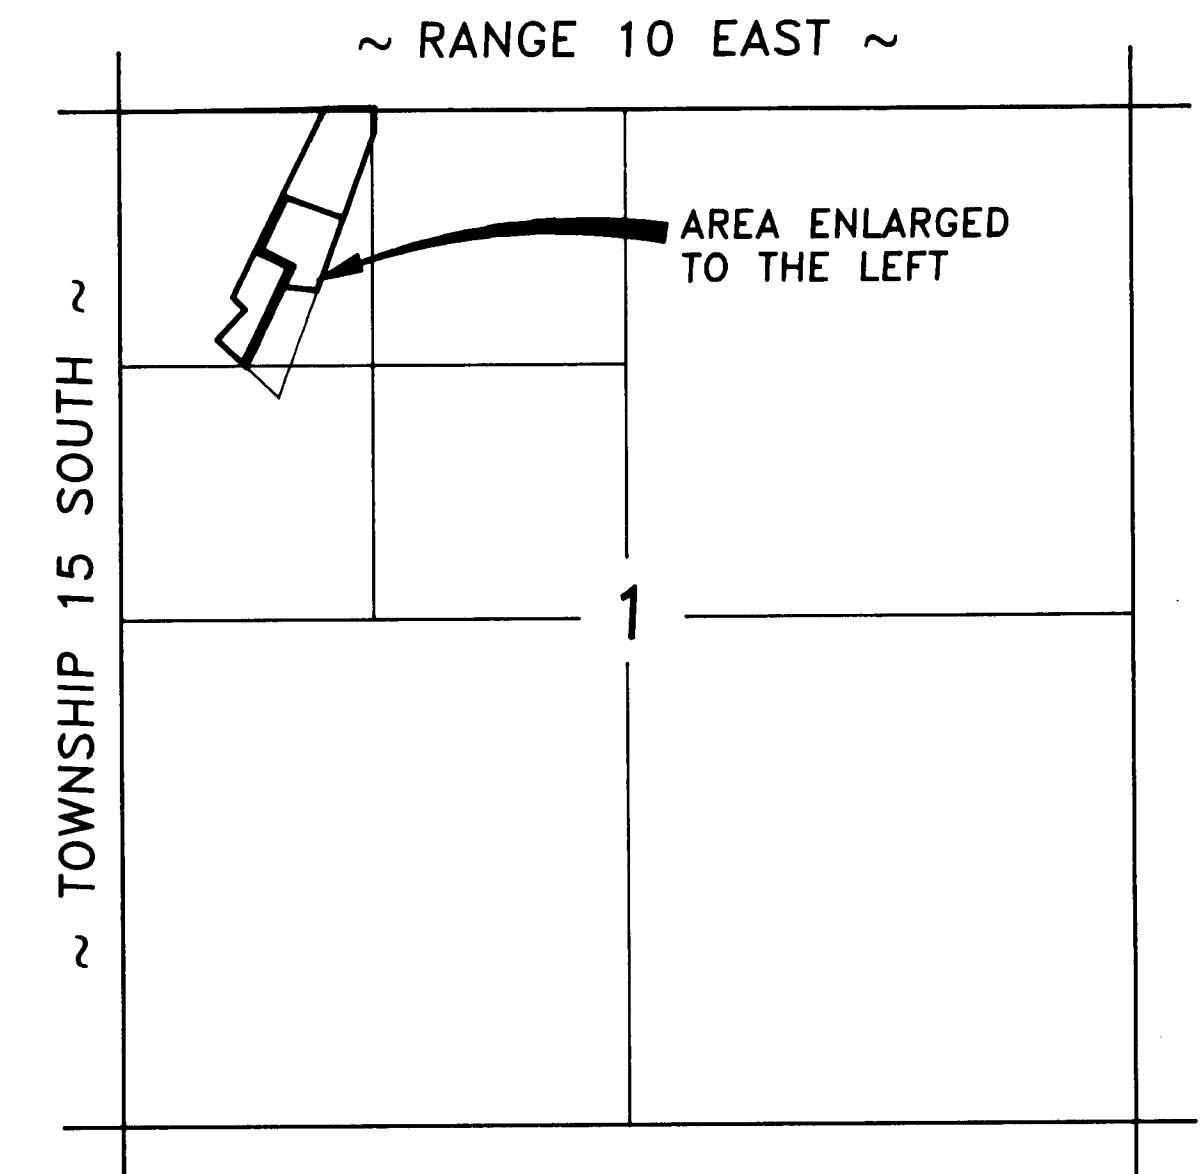 ~ RANGE 10 EAST ~
AREA ENLARGED
TO THE LEFT
~ TOWNSHIP 15 SOUTH ~
1